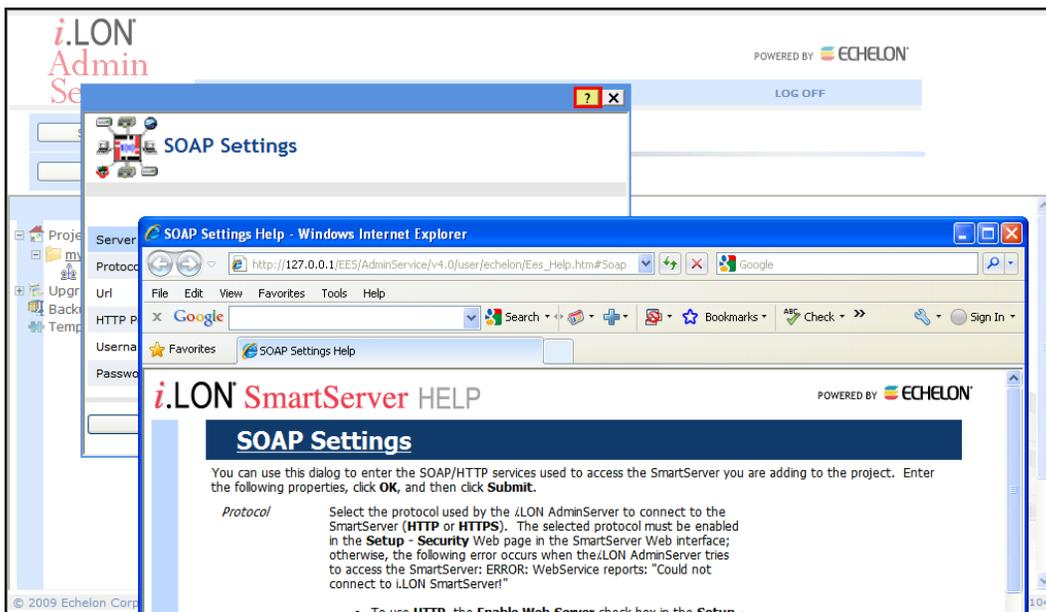 i.LON
Admin
Se
POWERED BY ECHELON
LOG OFF
S
? X
SOAP Settings
Proje
my
Upgr
Backu
Temp
Server
Protoco
Url
HTTP P
Userna
Passwo
SOAP Settings Help - Windows Internet Explorer
http://127.0.0.1/EES/AdminService/v4.0/user/echelon/Ees_Help.htm#Soap
Google
File Edit View Favorites Tools Help
x Google Search Bookmarks ABC Check >> Sign In
Favorites SOAP Settings Help
i.LON SmartServer HELP
POWERED BY ECHELON
SOAP Settings
You can use this dialog to enter the SOAP/HTTP services used to access the SmartServer you are adding to the project. Enter
the following properties, click OK, and then click Submit.
Protocol Select the protocol used by the i.LON AdminServer to connect to the
SmartServer (HTTP or HTTPS). The selected protocol must be enabled
in the Setup - Security Web page in the SmartServer Web interface;
otherwise, the following error occurs when the i.LON AdminServer tries
to access the SmartServer: ERROR: WebService reports: "Could not
connect to i.LON SmartServer!"
• To use HTTP, the Enable Web Server check box in the Setup -
© 2009 Echelon Corp
104